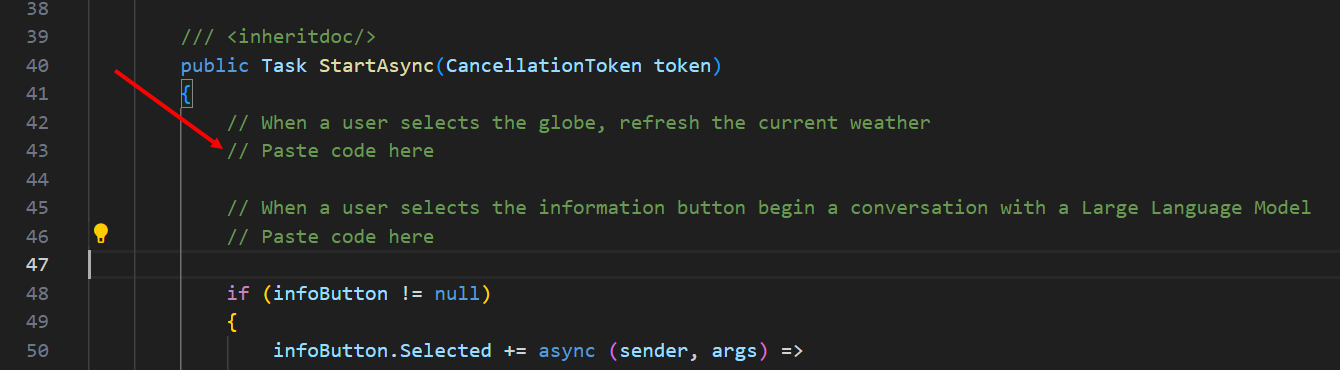 38
39 /// <inheritdoc/>
40 public Task StartAsync(CancellationToken token)
41 {
42 // When a user selects the globe, refresh the current weather
43 // Paste code here
44
45 // When a user selects the information button begin a conversation with a Large Language Model
46 // Paste code here
47
48 if (infoButton != null)
49 {
50 infoButton.Selected += async (sender, args) =>